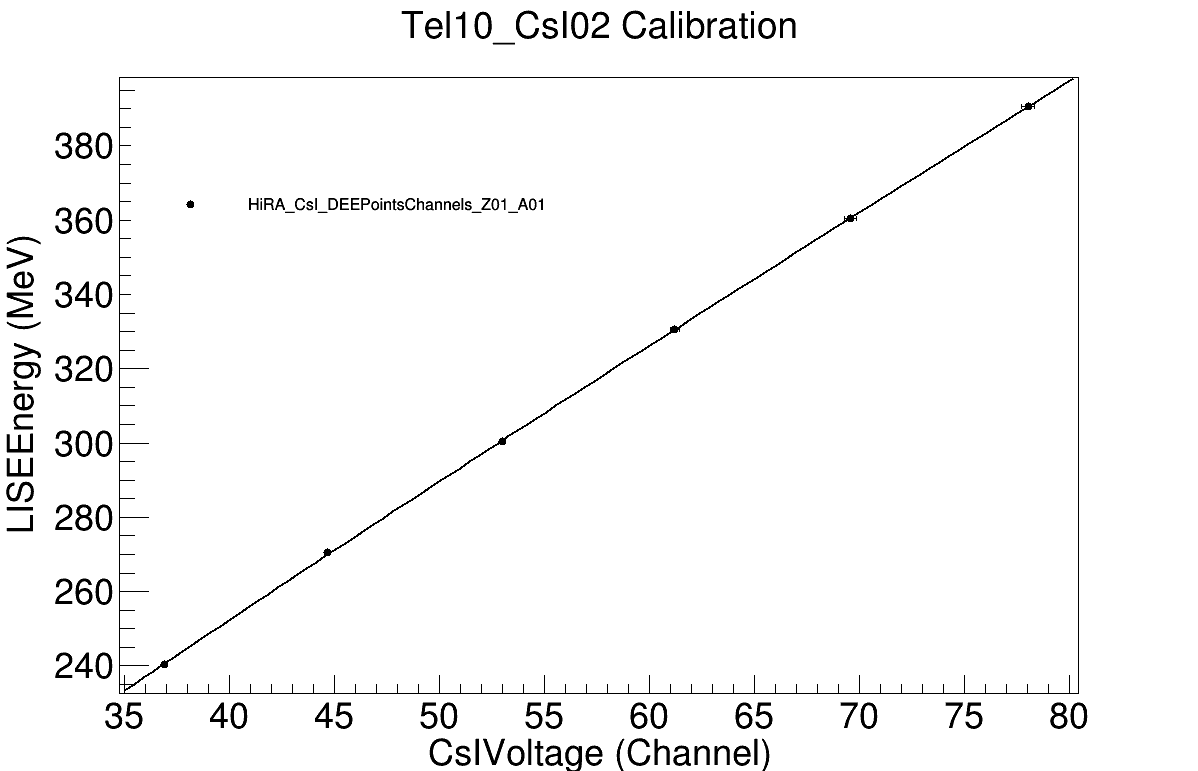 Tel10_CsI02 Calibration
LISEEnergy (MeV)
380
360
340
320
300
280
260
240
HiRA_CsI_DEEPointsChannels_Z01_A01
35 40 45 50 55 60 65 70 75 80
CsIVoltage (Channel)